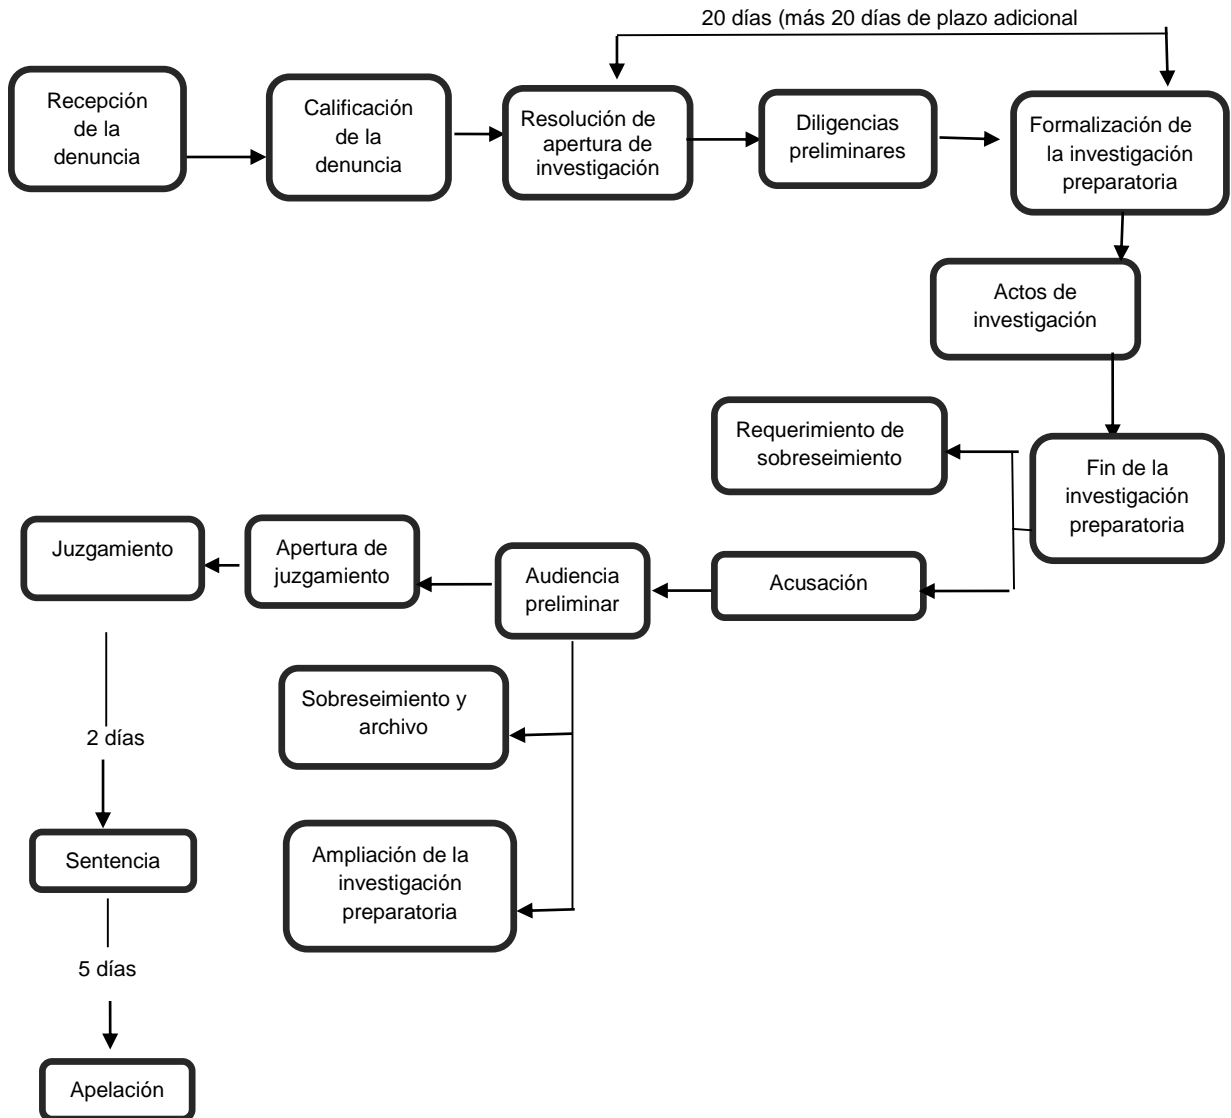 20 días (más 20 días de plazo adicional
Recepción
de la
denuncia
Calificación
de la
denuncia
Resolución de
apertura de
investigación
Diligencias
preliminares
Formalización de
la investigación
preparatoria
Actos de
investigación
Requerimiento de
sobreseimiento
Fin de la
investigación
preparatoria
Juzgamiento
Apertura de
juzgamiento
Audiencia
preliminar
Acusación
Sobreseimiento y
archivo
2 días
Ampliación de la
investigación
preparatoria
Sentencia
5 días
Apelación